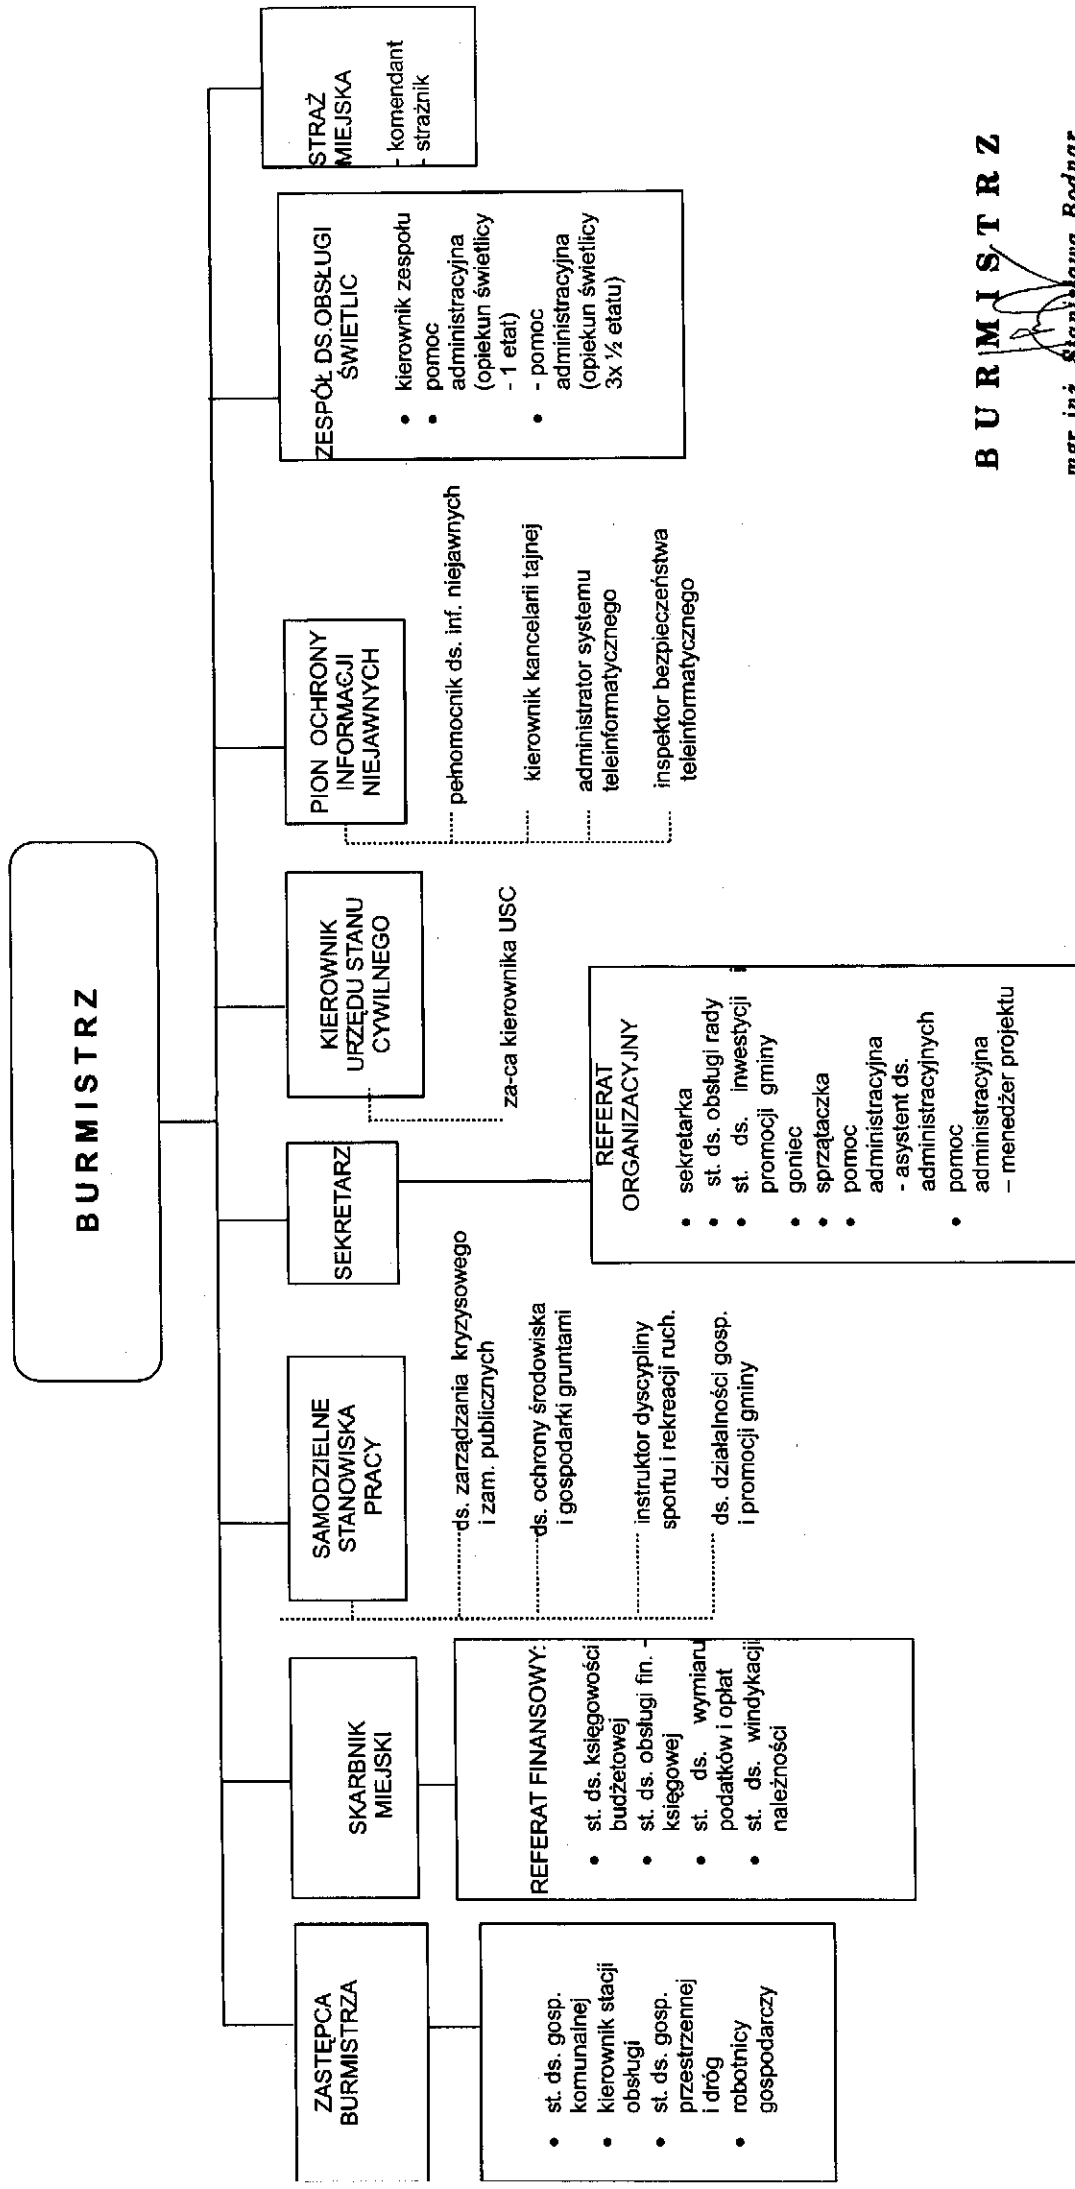 BURMISTRZ
ZASTĘPCA
BURMISTRZA
• st. ds. gosp.
komunalnej
• kierownik stacji
obsługi
• st. ds. gosp.
przestrzennej
i dróg
• robotnicy
gospodarczy
SKARBNIK
MIEJSKI
REFERAT FINANSOWY:
• st. ds. księgowości
budżetowej
• st. ds. obsługi fin. -
księgowej
• st. ds. wymiaru
podatków i opłat
• st. ds. windykacji
należności
SAMODZIELNE
STANOWISKA
PRACY
ds. zarządzania kryzysowego
i zam. publicznych
ds. ochrony środowiska
i gospodarki gruntami
instruktor dyscypliny
sportu i rekreacji ruch.
ds. działalności gosp.
i promocji gminy
SEKRETARZ
REFERAT
ORGANIZACYJNY
• sekretarka
• st. ds. obsługi rady
• st. ds. inwestycji i
promocji gminy
• goniec
• sprzątaczka
• pomoc
administracyjna
- asystent ds.
administracyjnych
• pomoc
administracyjna
– menedżer projektu
KIEROWNIK
URZĘDU STANU
CYWILNEGO
za-ca kierownika USC
PION OCHRONY
INFORMACJI
NIEJAWNYCH
pełnomocnik ds. inf. niejawnych
kierownik kancelarii tajnej
administrator systemu
teleinformatycznego
inspektor bezpieczeństwa
teleinformatycznego
ZESPÓŁ DS.OBSŁUGI
ŚWIETLIC
• kierownik zespołu
• pomoc
administracyjna
(opiekun świetlicy
- 1 etat)
• - pomoc
administracyjna
(opiekun świetlicy
3x ½ etatu)
STRAŻ
MIEJSKA
- komendant
- strażnik
BURMISTRZ
mgr inż. Stanisława Bodnar